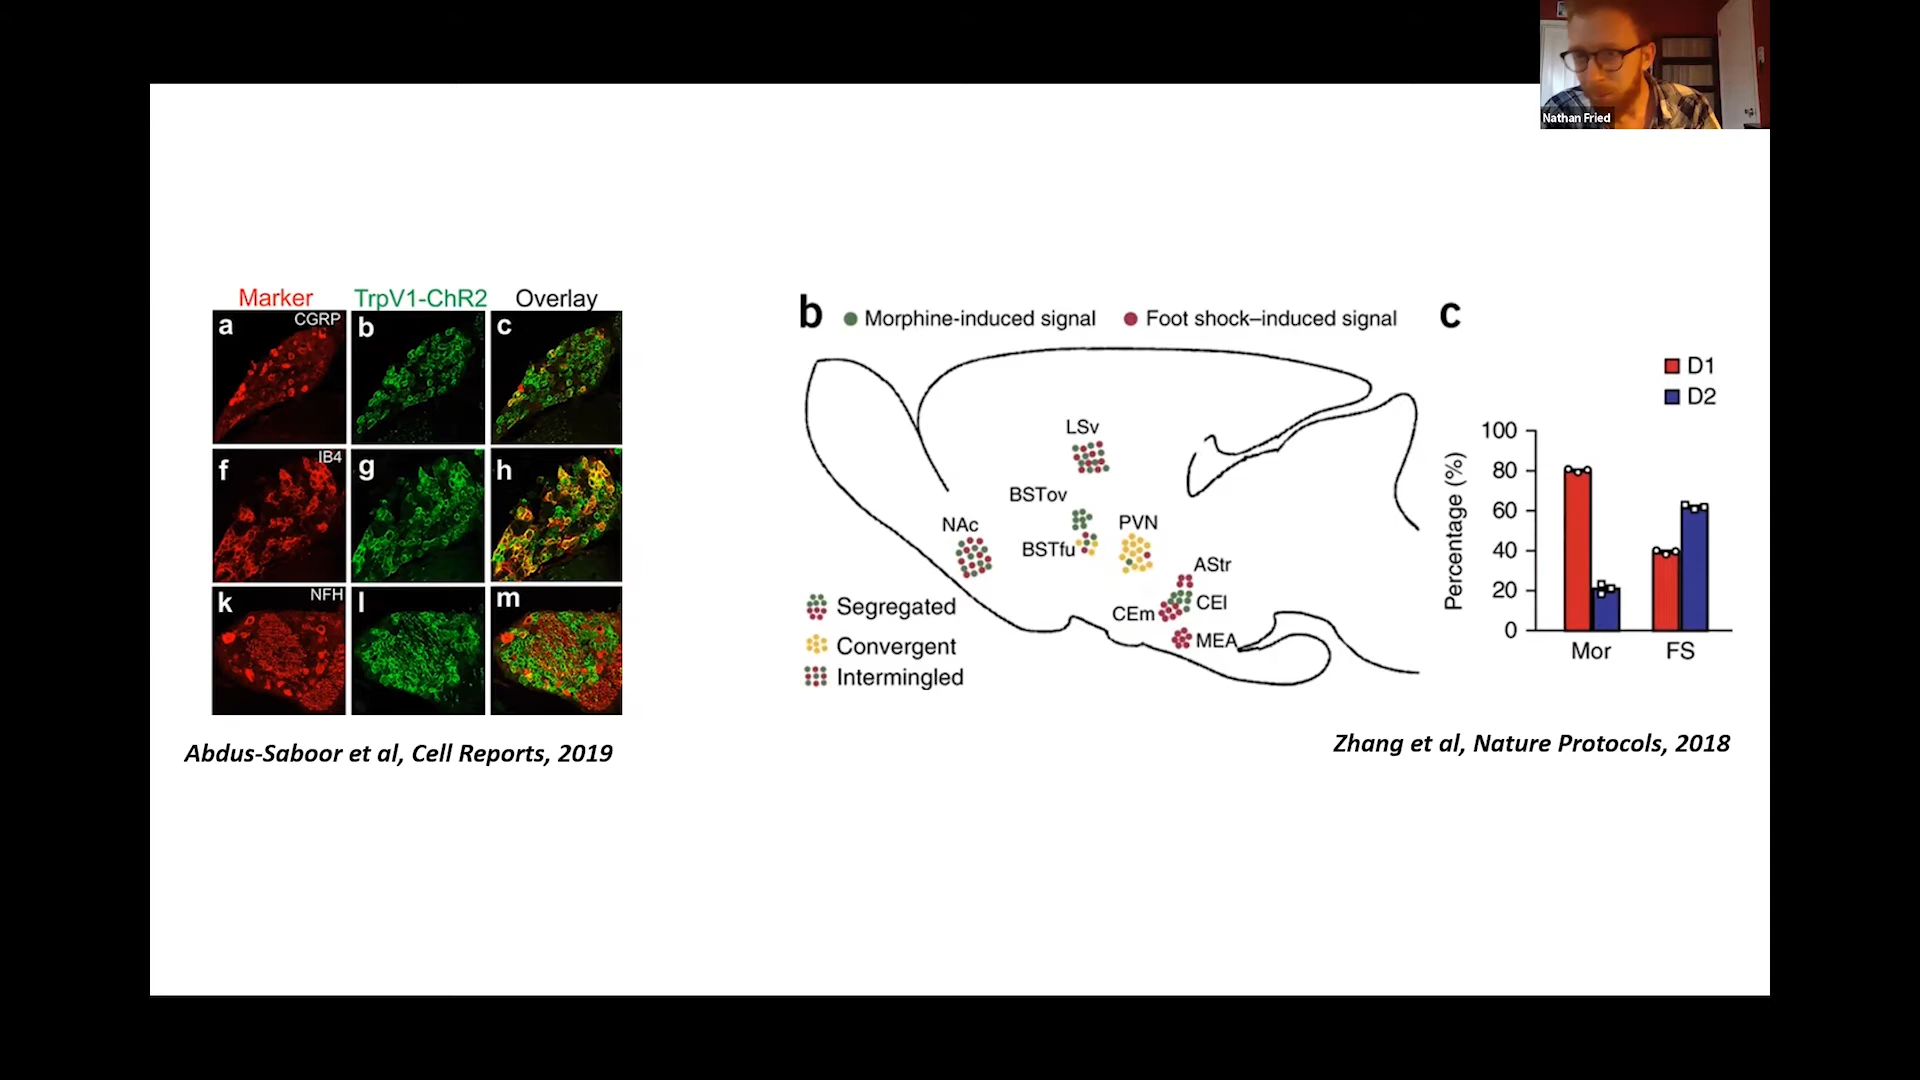 Nathan Fried
Marker TrpV1-ChR2 Overlay
a CGRP b c
f IB4 g h
k NFH l m
Abdus-Saboor et al, Cell Reports, 2019
b Morphine-induced signal Foot shock–induced signal
LSv
BSTov
NAc
PVN
BSTfu
AStr
CEl
CEm
MEA
Segregated
Convergent
Intermingled
c
D1
D2
Percentage (%)
100
80
60
40
20
0
Mor FS
Zhang et al, Nature Protocols, 2018